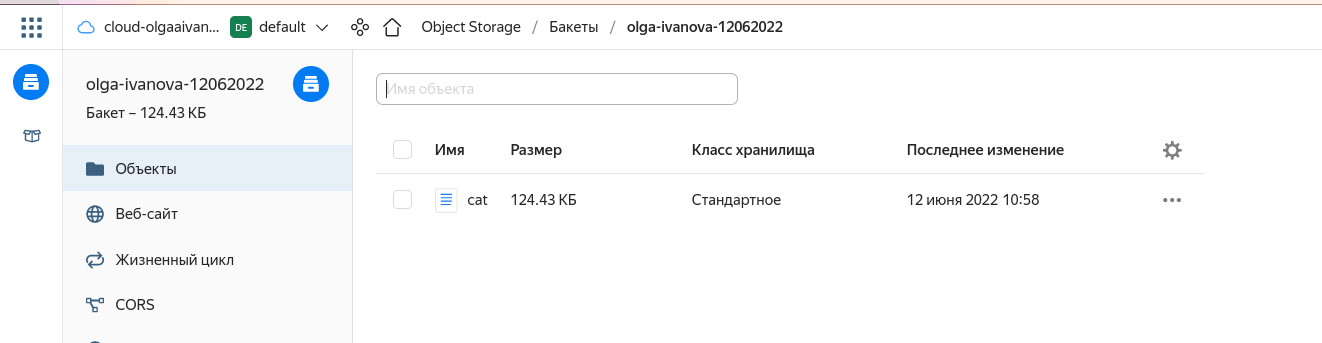 cloud-olgaaivan... DE default Object Storage / Бакеты / olga-ivanova-12062022
olga-ivanova-12062022
Бакет – 124.43 КБ
Объекты
Веб-сайт
Жизненный цикл
CORS
Имя объекта
Имя Размер Класс хранилища Последнее изменение
cat 124.43 КБ Стандартное 12 июня 2022 10:58